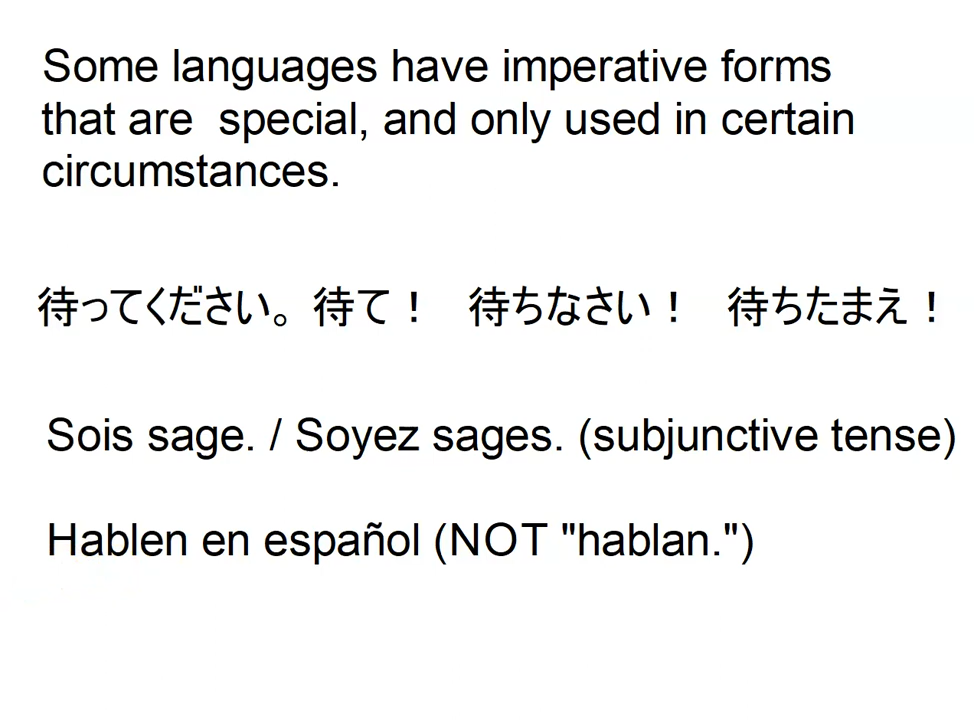 Some languages have imperative forms
that are  special, and only used in certain
circumstances.
待ってください。待て！　待ちなさい！　待ちたまえ！
Sois sage. / Soyez sages. (subjunctive tense)
Hablen en español (NOT "hablan.")